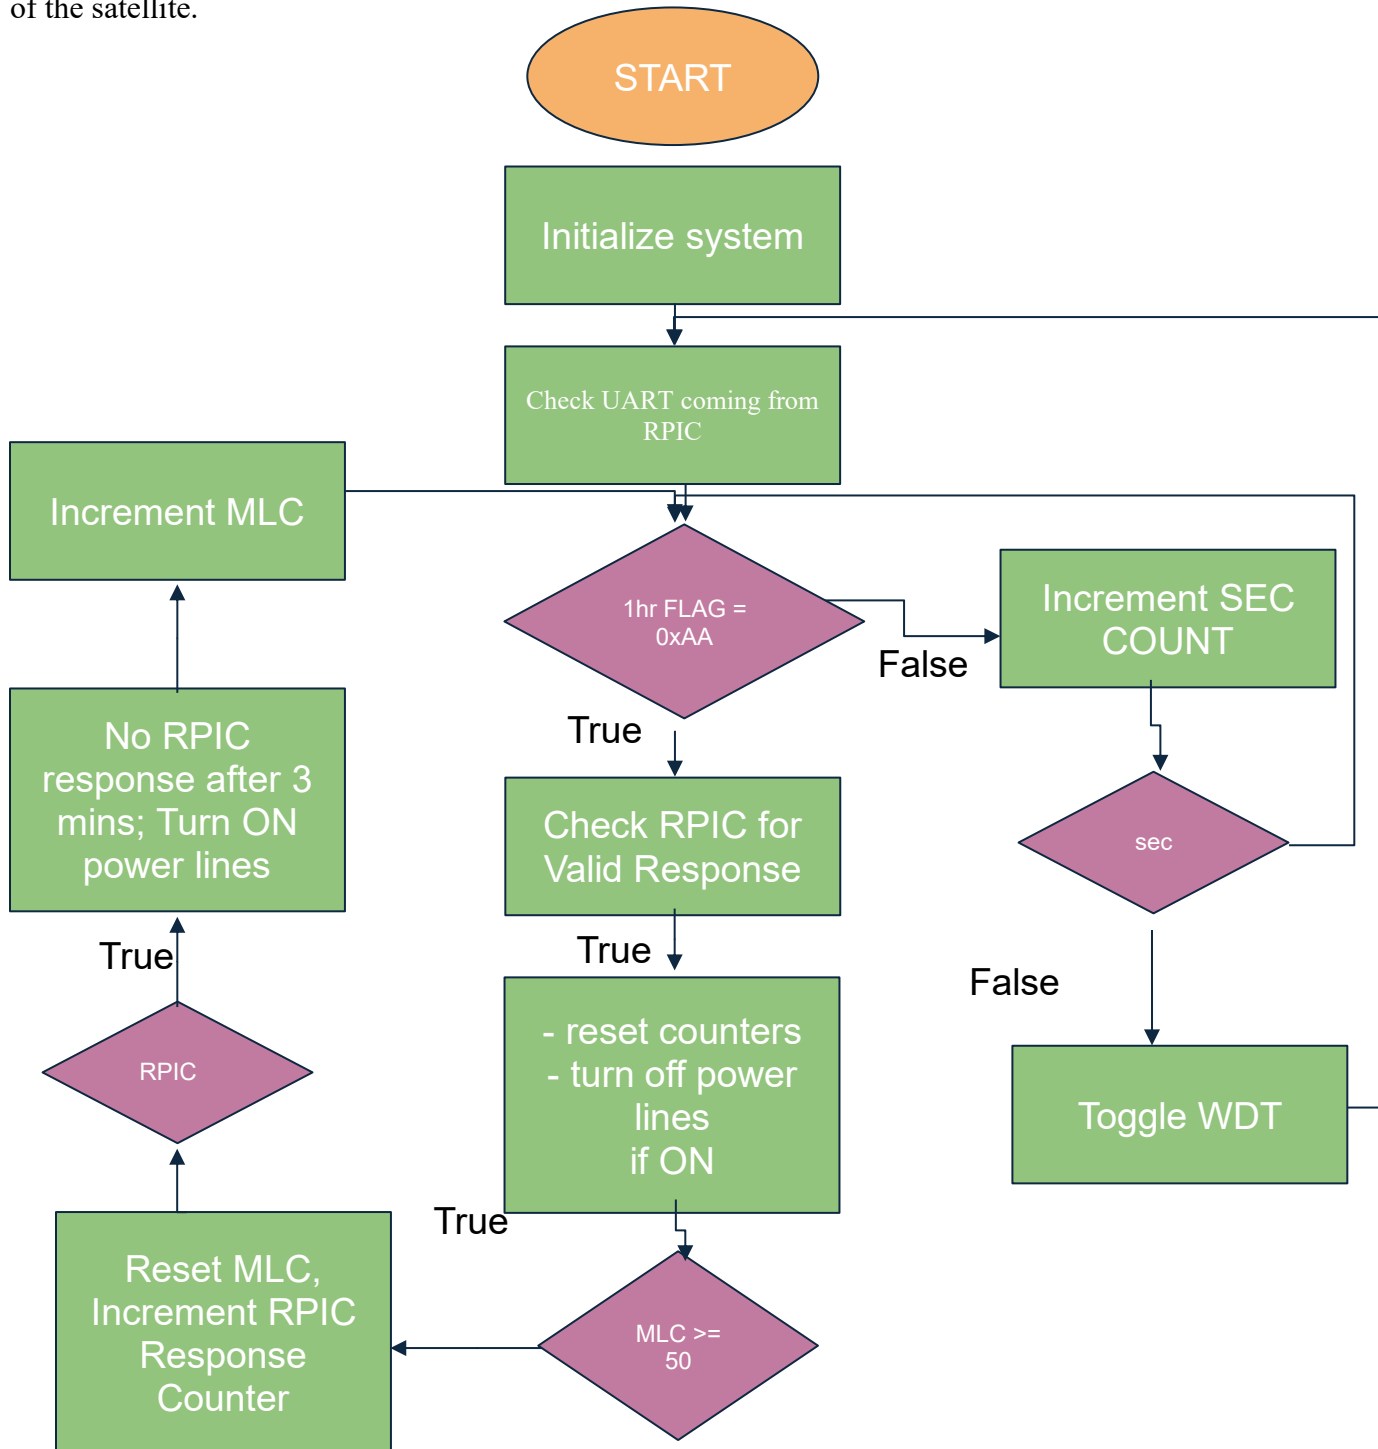 of the satellite.
START
Initialize system
Check UART coming from
RPIC
Increment MLC
1hr FLAG =
0xAA
Increment SEC
COUNT
False
True
No RPIC
response after 3
mins; Turn ON
power lines
Check RPIC for
Valid Response
sec
True
True
False
- reset counters
- turn off power
lines
if ON
RPIC
Toggle WDT
True
Reset MLC,
Increment RPIC
Response
Counter
MLC >=
50